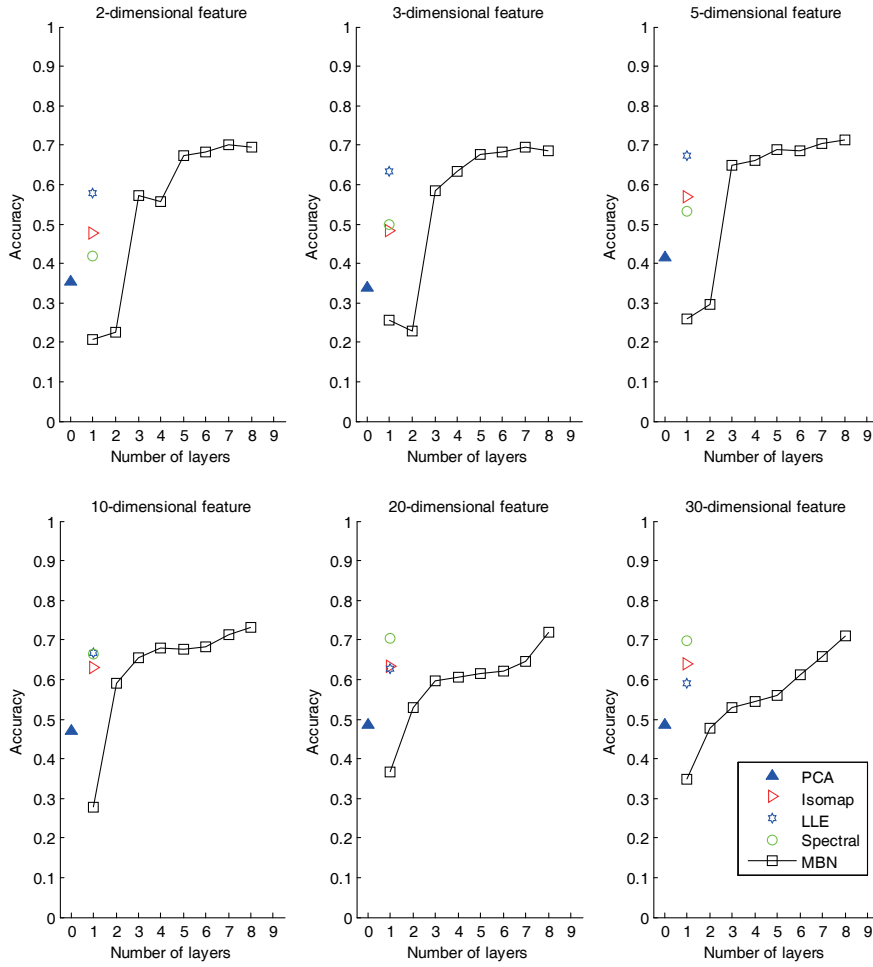 2-dimensional feature
1
0.9
0.8
0.7
0.6
0.5
0.4
0.3
0.2
0.1
0
Accuracy
0 1 2 3 4 5 6 7 8 9
Number of layers
3-dimensional feature
1
0.9
0.8
0.7
0.6
0.5
0.4
0.3
0.2
0.1
0
Accuracy
0 1 2 3 4 5 6 7 8 9
Number of layers
5-dimensional feature
1
0.9
0.8
0.7
0.6
0.5
0.4
0.3
0.2
0.1
0
Accuracy
0 1 2 3 4 5 6 7 8 9
Number of layers
10-dimensional feature
1
0.9
0.8
0.7
0.6
0.5
0.4
0.3
0.2
0.1
0
Accuracy
0 1 2 3 4 5 6 7 8 9
Number of layers
20-dimensional feature
1
0.9
0.8
0.7
0.6
0.5
0.4
0.3
0.2
0.1
0
Accuracy
0 1 2 3 4 5 6 7 8 9
Number of layers
30-dimensional feature
1
0.9
0.8
0.7
0.6
0.5
0.4
0.3
0.2
0.1
0
Accuracy
0 1 2 3 4 5 6 7 8 9
Number of layers
PCA
Isomap
LLE
Spectral
MBN